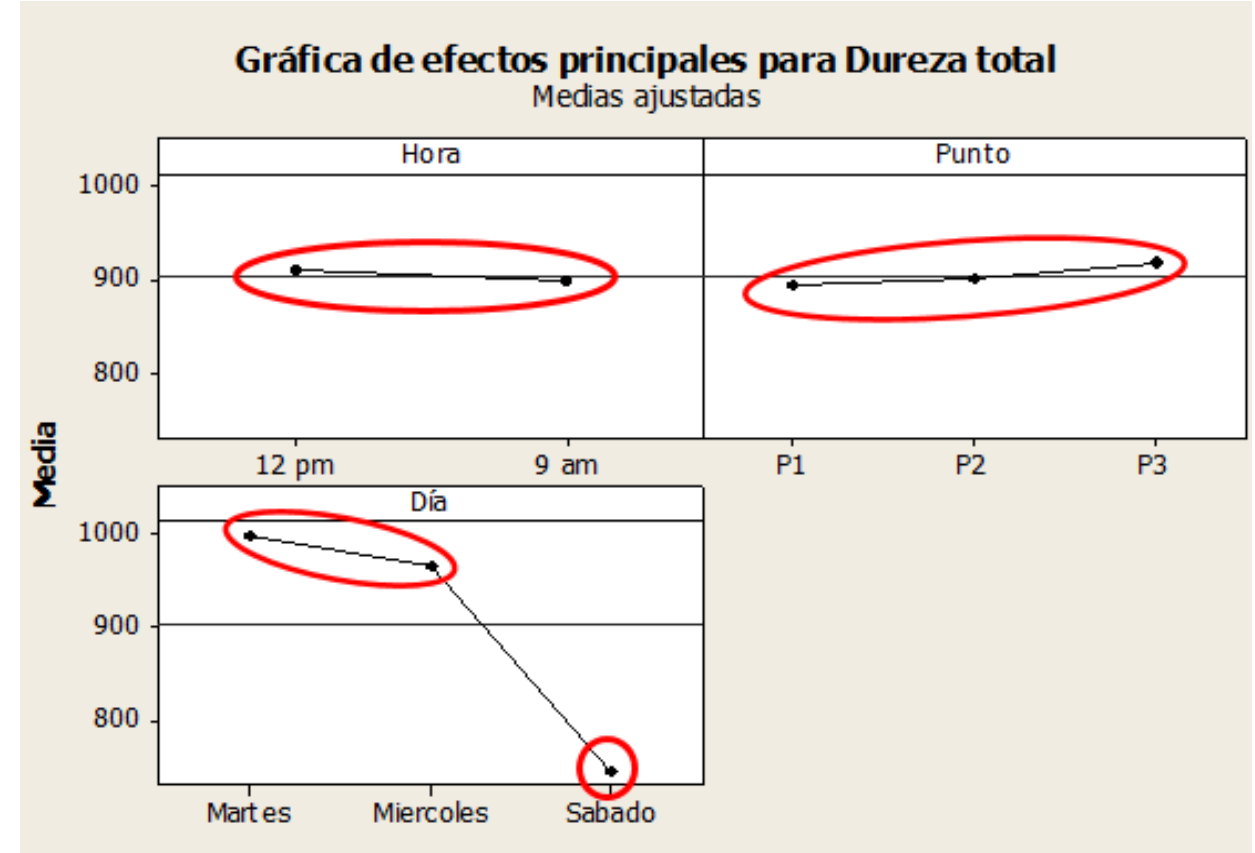 Gráfica de efectos principales para Dureza total
Medias ajustadas
Hora
Punto
1000
900
800
12 pm
9 am
P1
P2
P3
Media
Día
1000
900
800
Martes
Miercoles
Sabado